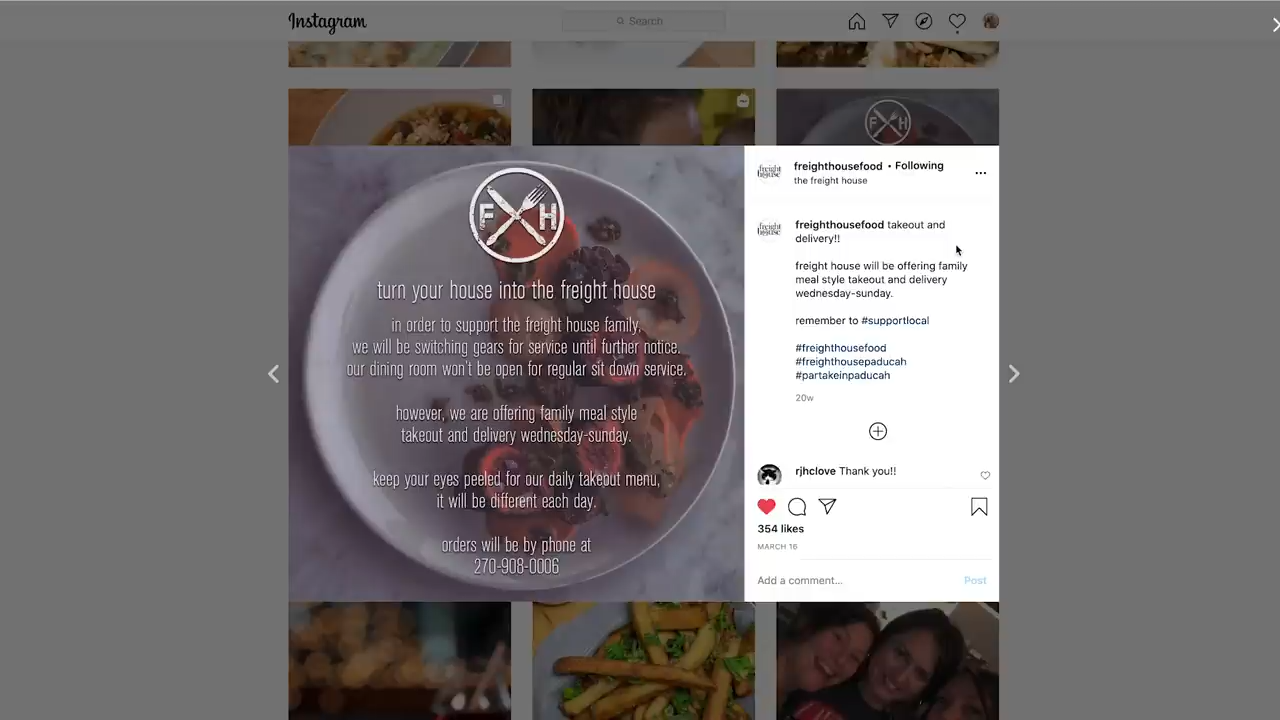 Instagram
Search
F H
F H
turn your house into the freight house
in order to support the freight house family,
we will be switching gears for service until further notice.
our dining room won't be open for regular sit down service.
however, we are offering family meal style
takeout and delivery wednesday-sunday.
keep your eyes peeled for our daily takeout menu,
it will be different each day.
orders will be by phone at
270-908-0006
freight
house
freighthousefood • Following
the freight house
freight
house
freighthousefood takeout and
delivery!!
freight house will be offering family
meal style takeout and delivery
wednesday-sunday.
remember to #supportlocal
#freighthousefood
#freighthousepaducah
#partakeinpaducah
20w
rjhclove Thank you!!
354 likes
MARCH 16
Add a comment...
Post